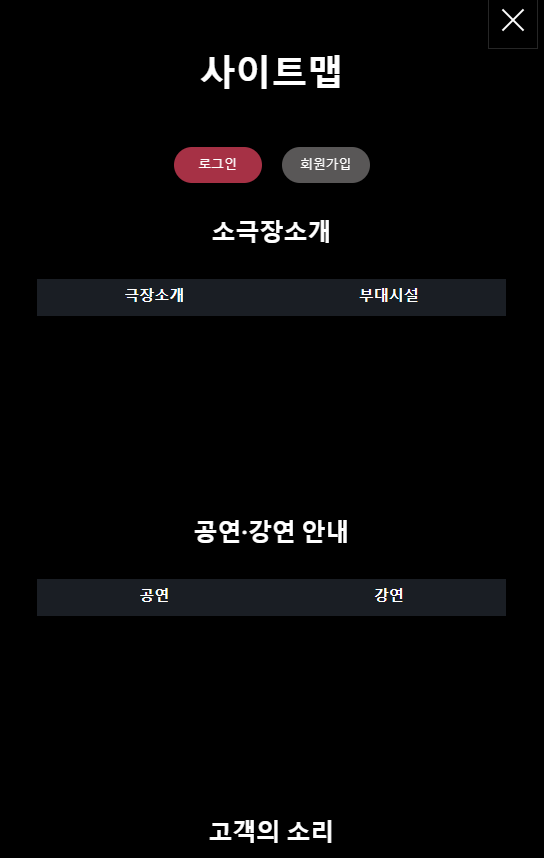 사이트맵
로그인 회원가입
소극장소개
극장소개 부대시설
공연·강연 안내
공연 강연
고객의 소리